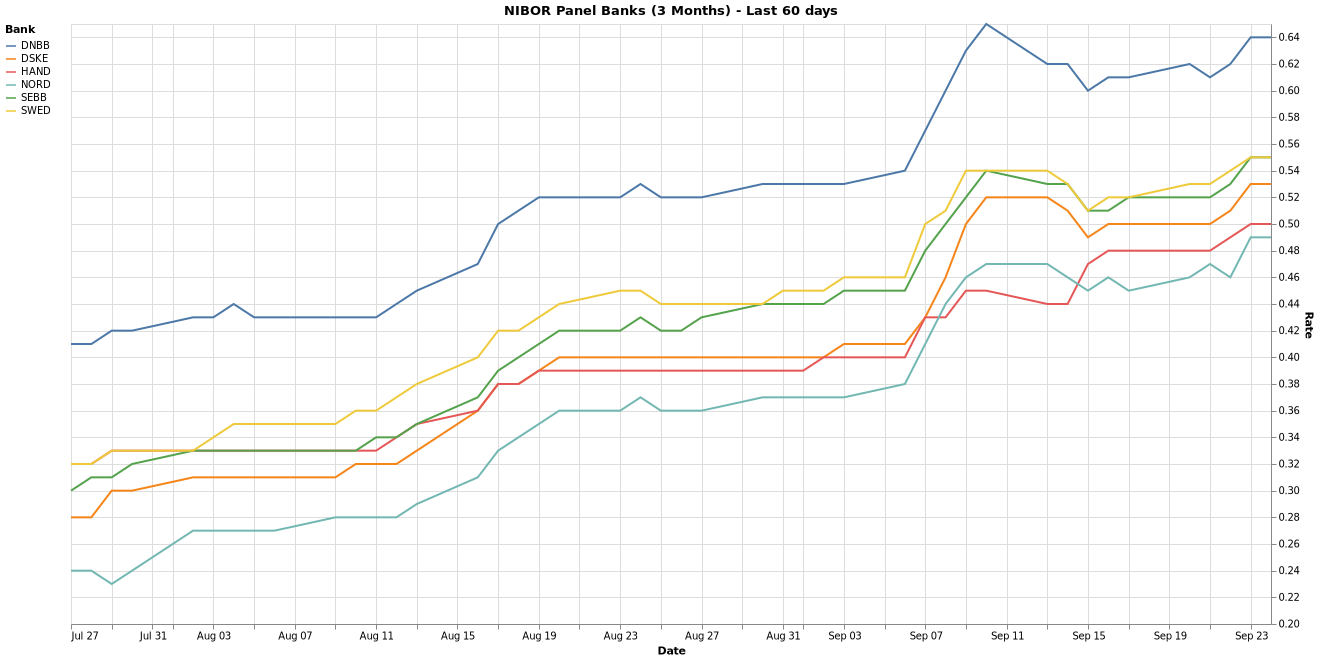 NIBOR Panel Banks (3 Months) - Last 60 days
Bank
DNBB
DSKE
HAND
NORD
SEBB
SWED
0.64
0.62
0.60
0.58
0.56
0.54
0.52
0.50
0.48
0.46
0.44
0.42
0.40
0.38
0.36
0.34
0.32
0.30
0.28
0.26
0.24
0.22
0.20
Rate
Jul 27 Jul 31 Aug 03 Aug 07 Aug 11 Aug 15 Aug 19 Aug 23 Aug 27 Aug 31 Sep 03 Sep 07 Sep 11 Sep 15 Sep 19 Sep 23
Date